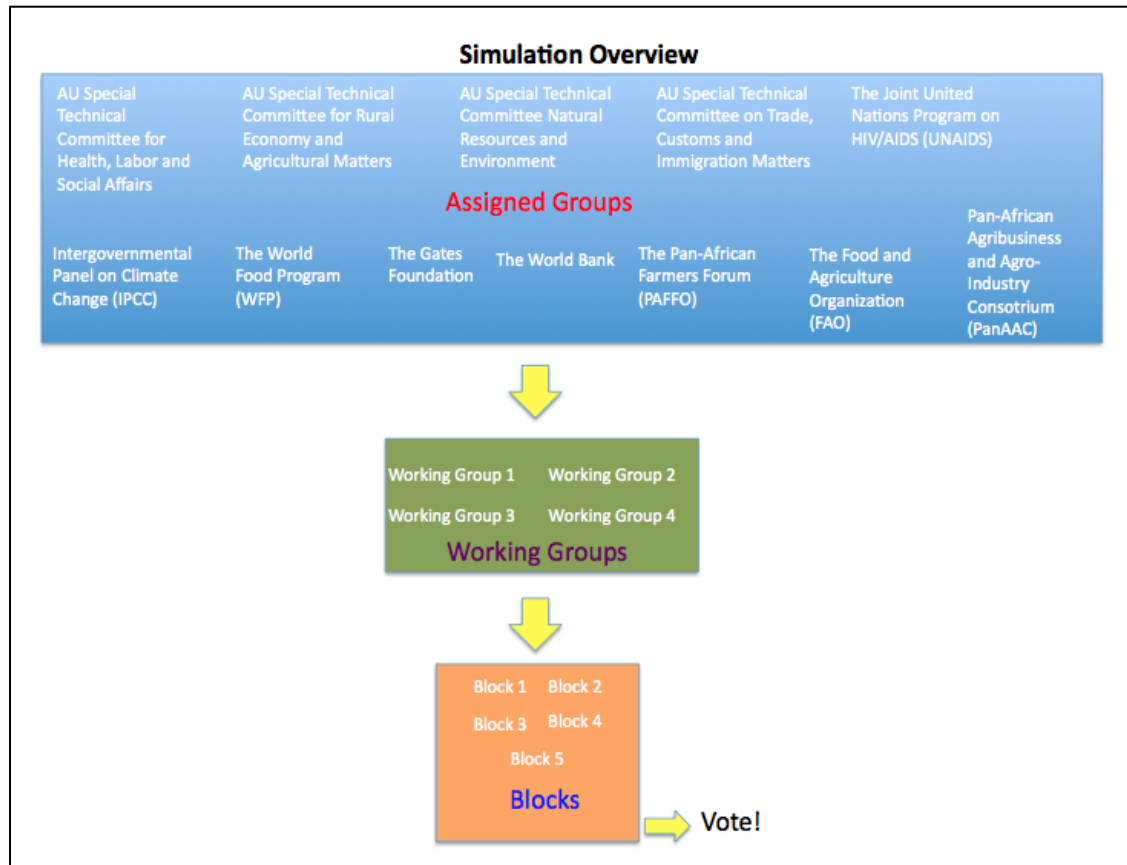 Simulation Overview
AU Special
Technical
Committee for
Health, Labor and
Social Affairs
AU Special Technical
Committee for Rural
Economy and
Agricultural Matters
AU Special Technical
Committee Natural
Resources and
Environment
AU Special Technical
Committee on Trade,
Customs and
Immigration Matters
The Joint United
Nations Program on
HIV/AIDS (UNAIDS)
Assigned Groups
Intergovernmental
Panel on Climate
Change (IPCC)
The World
Food Program
(WFP)
The Gates
Foundation
The World Bank
The Pan-African
Farmers Forum
(PAFFO)
The Food and
Agriculture
Organization
(FAO)
Pan-African
Agribusiness
and Agro-
Industry
Consotrium
(PanAAC)
Working Group 1
Working Group 2
Working Group 3
Working Group 4
Working Groups
Block 1
Block 2
Block 3
Block 4
Block 5
Blocks
Vote!